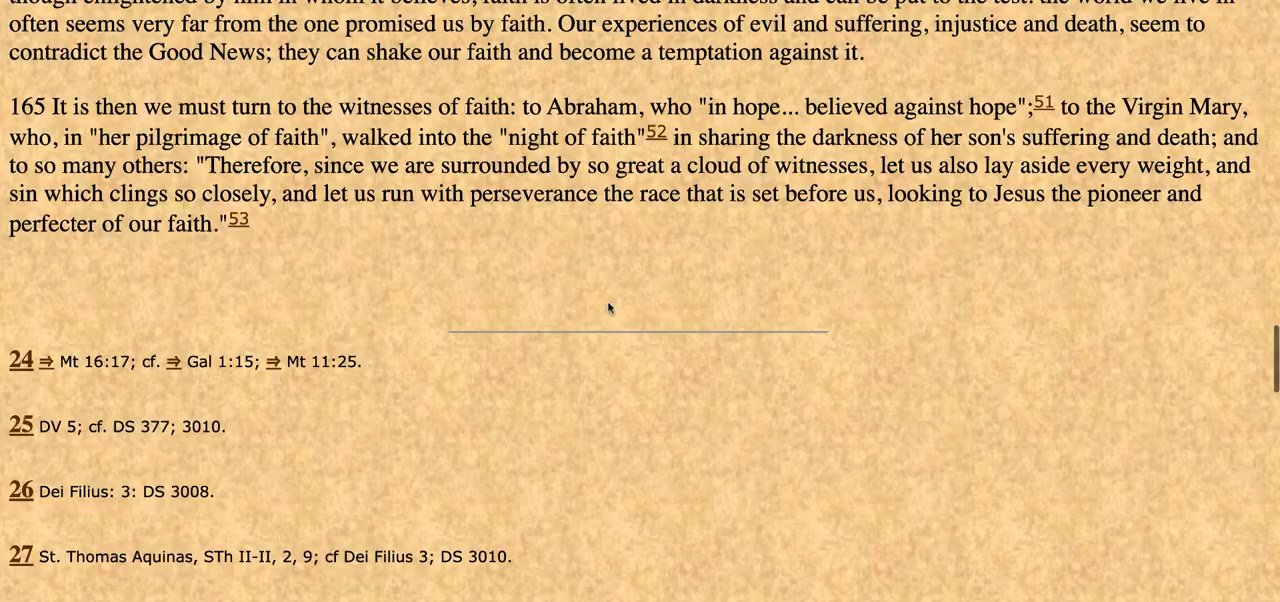 often seems very far from the one promised us by faith. Our experiences of evil and suffering, injustice and death, seem to
contradict the Good News; they can shake our faith and become a temptation against it.
165 It is then we must turn to the witnesses of faith: to Abraham, who "in hope... believed against hope";51 to the Virgin Mary,
who, in "her pilgrimage of faith", walked into the "night of faith"52 in sharing the darkness of her son's suffering and death; and
to so many others: "Therefore, since we are surrounded by so great a cloud of witnesses, let us also lay aside every weight, and
sin which clings so closely, and let us run with perseverance the race that is set before us, looking to Jesus the pioneer and
perfecter of our faith."53
24 ⇒ Mt 16:17; cf. ⇒ Gal 1:15; ⇒ Mt 11:25.
25 DV 5; cf. DS 377; 3010.
26 Dei Filius: 3: DS 3008.
27 St. Thomas Aquinas, STh II-II, 2, 9; cf Dei Filius 3; DS 3010.